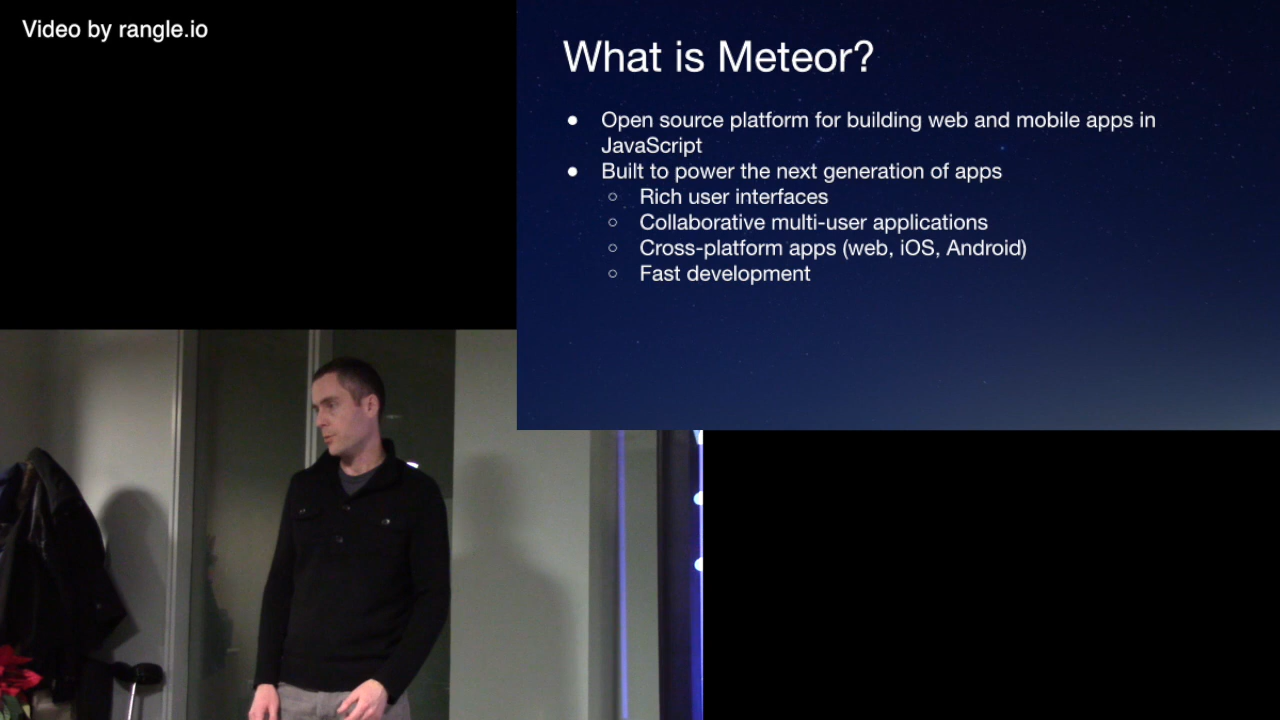 Video by rangle.io
What is Meteor?
● Open source platform for building web and mobile apps in
JavaScript
● Built to power the next generation of apps
○ Rich user interfaces
○ Collaborative multi-user applications
○ Cross-platform apps (web, iOS, Android)
○ Fast development